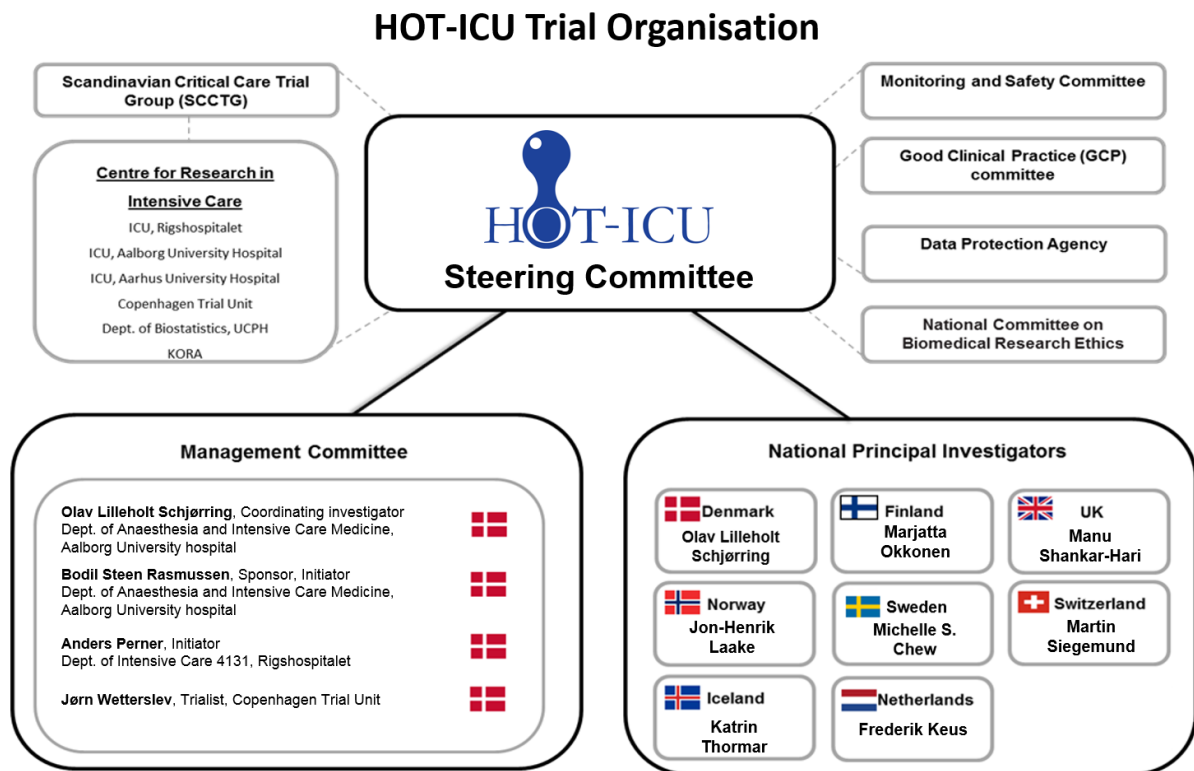 HOT-ICU Trial Organisation
Scandinavian Critical Care Trial
Group (SCCTG)
Centre for Research in
Intensive Care
ICU, Rigshospitalet
ICU, Aalborg University Hospital
ICU, Aarhus University Hospital
Copenhagen Trial Unit
Dept. of Biostatistics, UCPH
KORA
HOT-ICU
Steering Committee
Monitoring and Safety Committee
Good Clinical Practice (GCP)
committee
Data Protection Agency
National Committee on
Biomedical Research Ethics
Management Committee
Olav Lilleholt Schjørring, Coordinating investigator
Dept. of Anaesthesia and Intensive Care Medicine,
Aalborg University hospital
Bodil Steen Rasmussen, Sponsor, Initiator
Dept. of Anaesthesia and Intensive Care Medicine,
Aalborg University hospital
Anders Perner, Initiator
Dept. of Intensive Care 4131, Rigshospitalet
Jørn Wetterslev, Trialist, Copenhagen Trial Unit
National Principal Investigators
Denmark
Olav Lilleholt
Schjørring
Finland
Marjatta
Okkonen
UK
Manu
Shankar-Hari
Norway
Jon-Henrik
Laake
Sweden
Michelle S.
Chew
Switzerland
Martin
Siegemund
Iceland
Katrin
Thormar
Netherlands
Frederik Keus